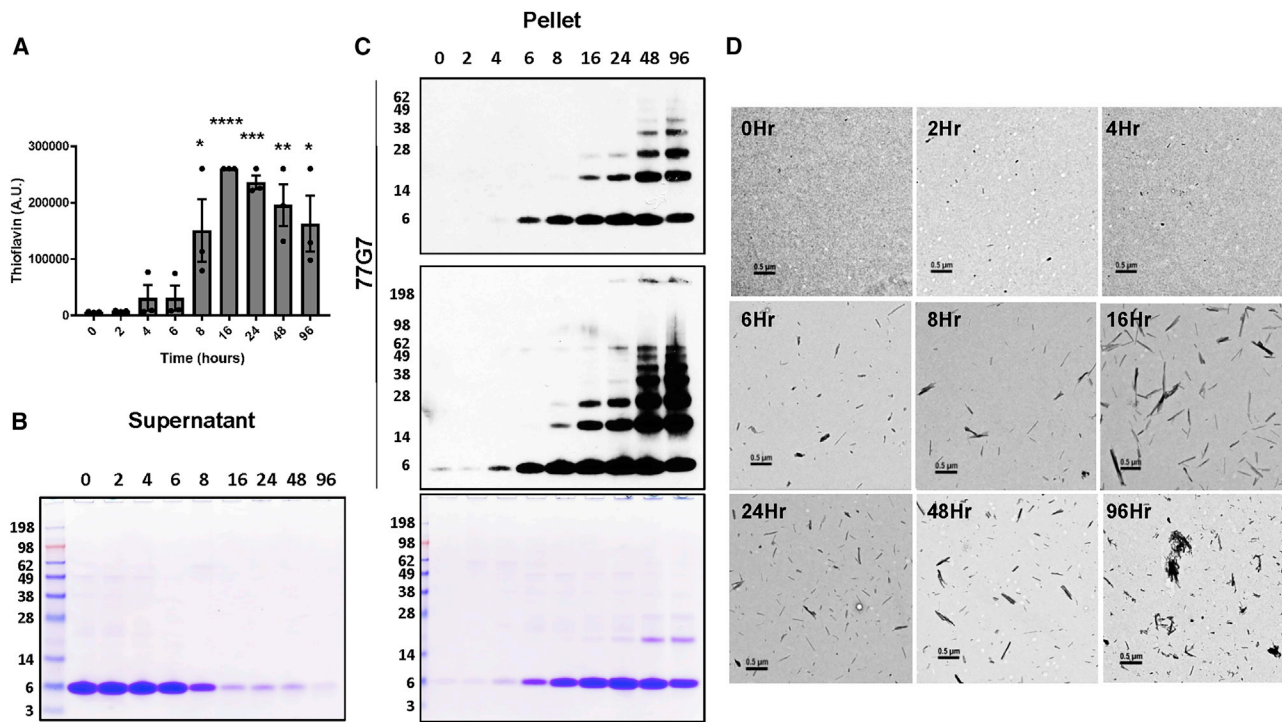 A
****
***
*
**
*
300000
200000
100000
0
Thioflavin (A.U.)
0 2 4 6 8 16 24 48 96
Time (hours)
B
Supernatant
0 2 4 6 8 16 24 48 96
198
98
62
49
38
28
14
6
3
C
Pellet
0 2 4 6 8 16 24 48 96
77G7
62
49
38
28
14
6
198
98
62
49
38
28
14
6
198
98
62
49
38
28
14
6
3
D
0Hr
0.5 μm
2Hr
0.5 μm
4Hr
0.5 μm
6Hr
0.5 μm
8Hr
0.5 μm
16Hr
0.5 μm
24Hr
0.5 μm
48Hr
0.5 μm
96Hr
0.5 μm